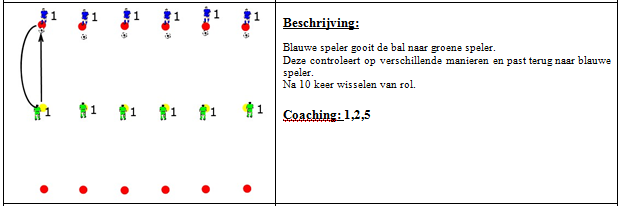 1 1 1 1 1 1
1 1 1 1 1 1
Beschrijving:
Blauwe speler gooit de bal naar groene speler.
Deze controleert op verschillende manieren en past terug naar blauwe
speler.
Na 10 keer wisselen van rol.
Coaching: 1,2,5